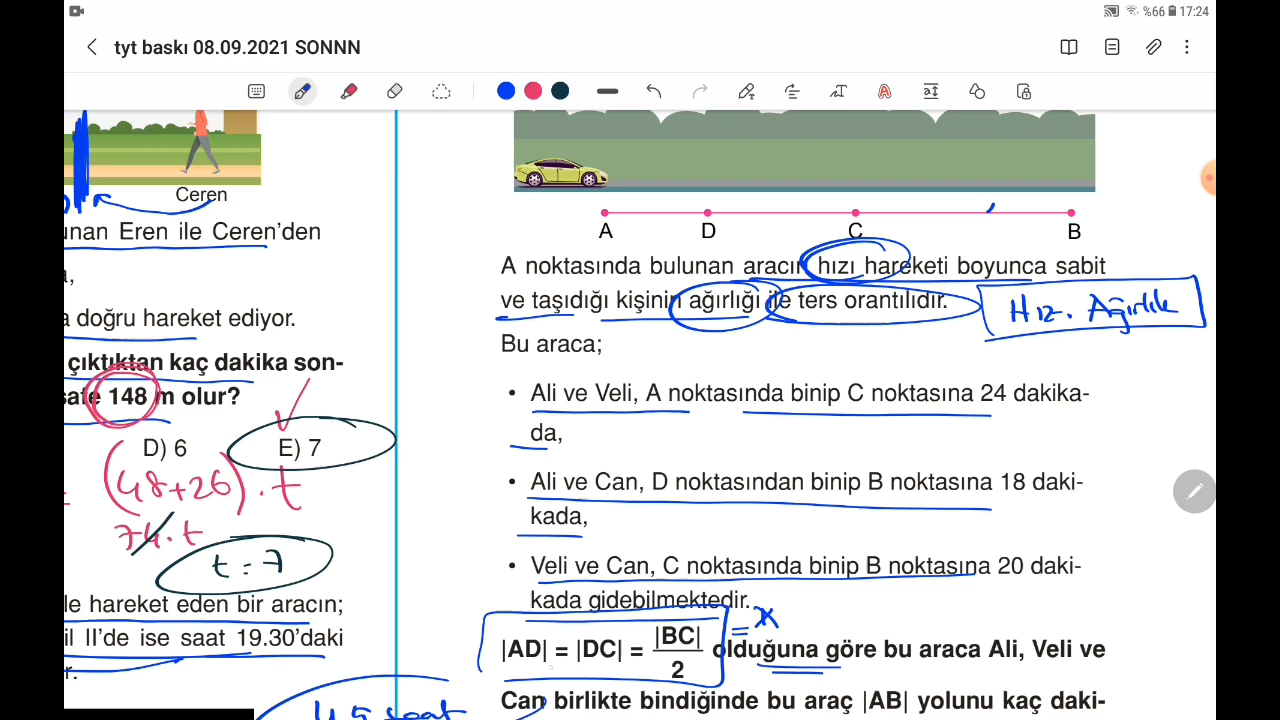 %66 17:24
tyt baskı 08.09.2021 SONNN
Ceren
unan Eren ile Ceren'den
a,
a doğru hareket ediyor.
çıktıktan kaç dakika son-
safe 148 m olur?
D) 6 E) 7
(48+26) . t
74 . t
t = 7
le hareket eden bir aracın;
il II'de ise saat 19.30'daki
r.
4,5 saat
A D C B
A noktasında bulunan aracın hızı hareketi boyunca sabit
ve taşıdığı kişinin ağırlığı ile ters orantılıdır.
Hız . Ağırlık
Bu araca;
• Ali ve Veli, A noktasında binip C noktasına 24 dakika-
da,
• Ali ve Can, D noktasından binip B noktasına 18 daki-
kada,
• Veli ve Can, C noktasında binip B noktasına 20 daki-
kada gidebilmektedir.
|AD| = |DC| = |BC|/2 = x olduğuna göre bu araca Ali, Veli ve
Can birlikte bindiğinde bu araç |AB| yolunu kaç daki-